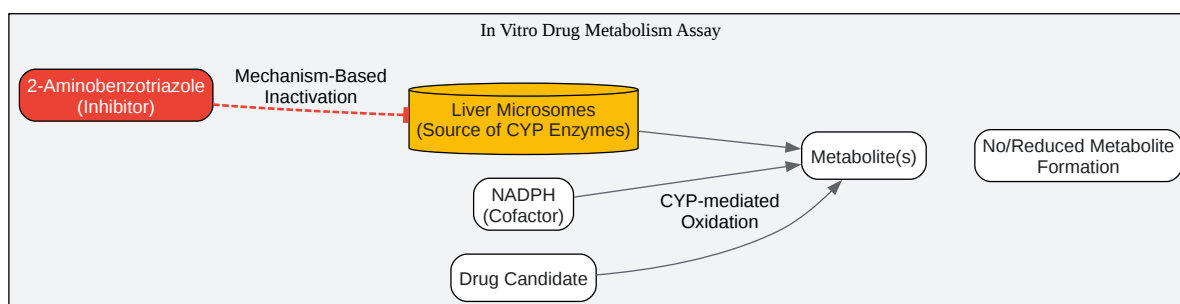 In Vitro Drug Metabolism Assay
2-Aminobenzotriazole
(Inhibitor)
Mechanism-Based
Inactivation
Liver Microsomes
(Source of CYP Enzymes)
Metabolite(s)
No/Reduced Metabolite
Formation
NADPH
(Cofactor)
CYP-mediated
Oxidation
Drug Candidate